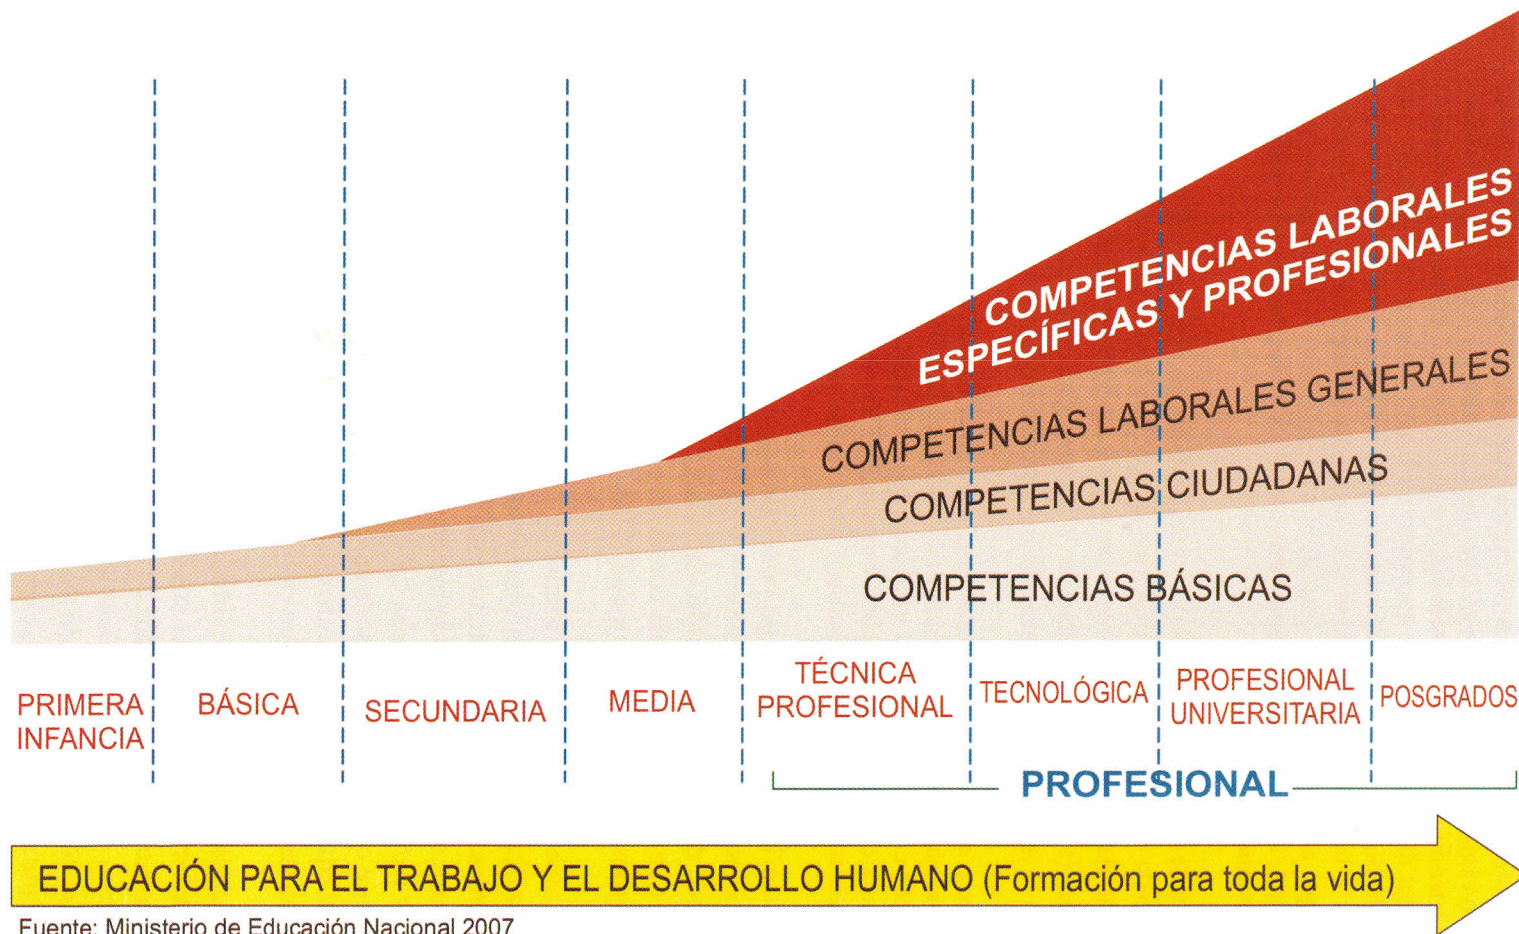 COMPETENCIAS LABORALES
ESPECÍFICAS Y PROFESIONALES
COMPETENCIAS LABORALES GENERALES
COMPETENCIAS CIUDADANAS
COMPETENCIAS BÁSICAS
PRIMERA
INFANCIA
BÁSICA
SECUNDARIA
MEDIA
TÉCNICA
PROFESIONAL
TECNOLÓGICA
PROFESIONAL
UNIVERSITARIA
POSGRADOS
PROFESIONAL
EDUCACIÓN PARA EL TRABAJO Y EL DESARROLLO HUMANO (Formación para toda la vida)
Fuente: Ministerio de Educación Nacional 2007